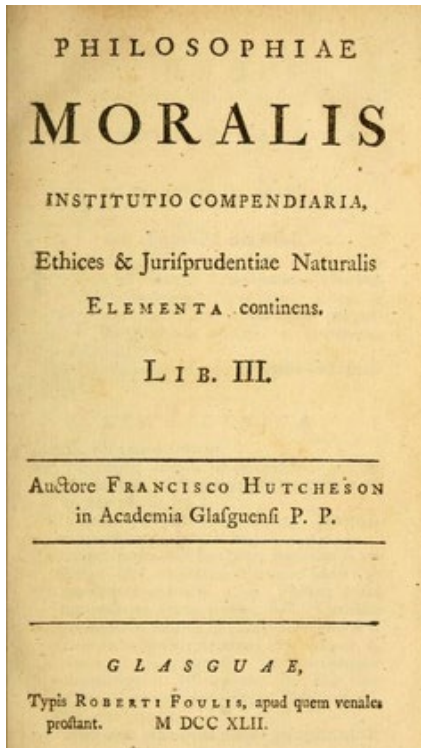 PHILOSOPHIAE
MORALIS
INSTITUTIO COMPENDIARIA,
Ethices & Juriſprudentiae Naturalis
ELEMENTA continens.
LIB. III.
Auctore FRANCISCO HUTCHESON
in Academia Glaſguenſi P. P.
GLASGUAE,
Typis ROBERTI FOULIS, apud quem venales
proſtant. M DCC XLII.